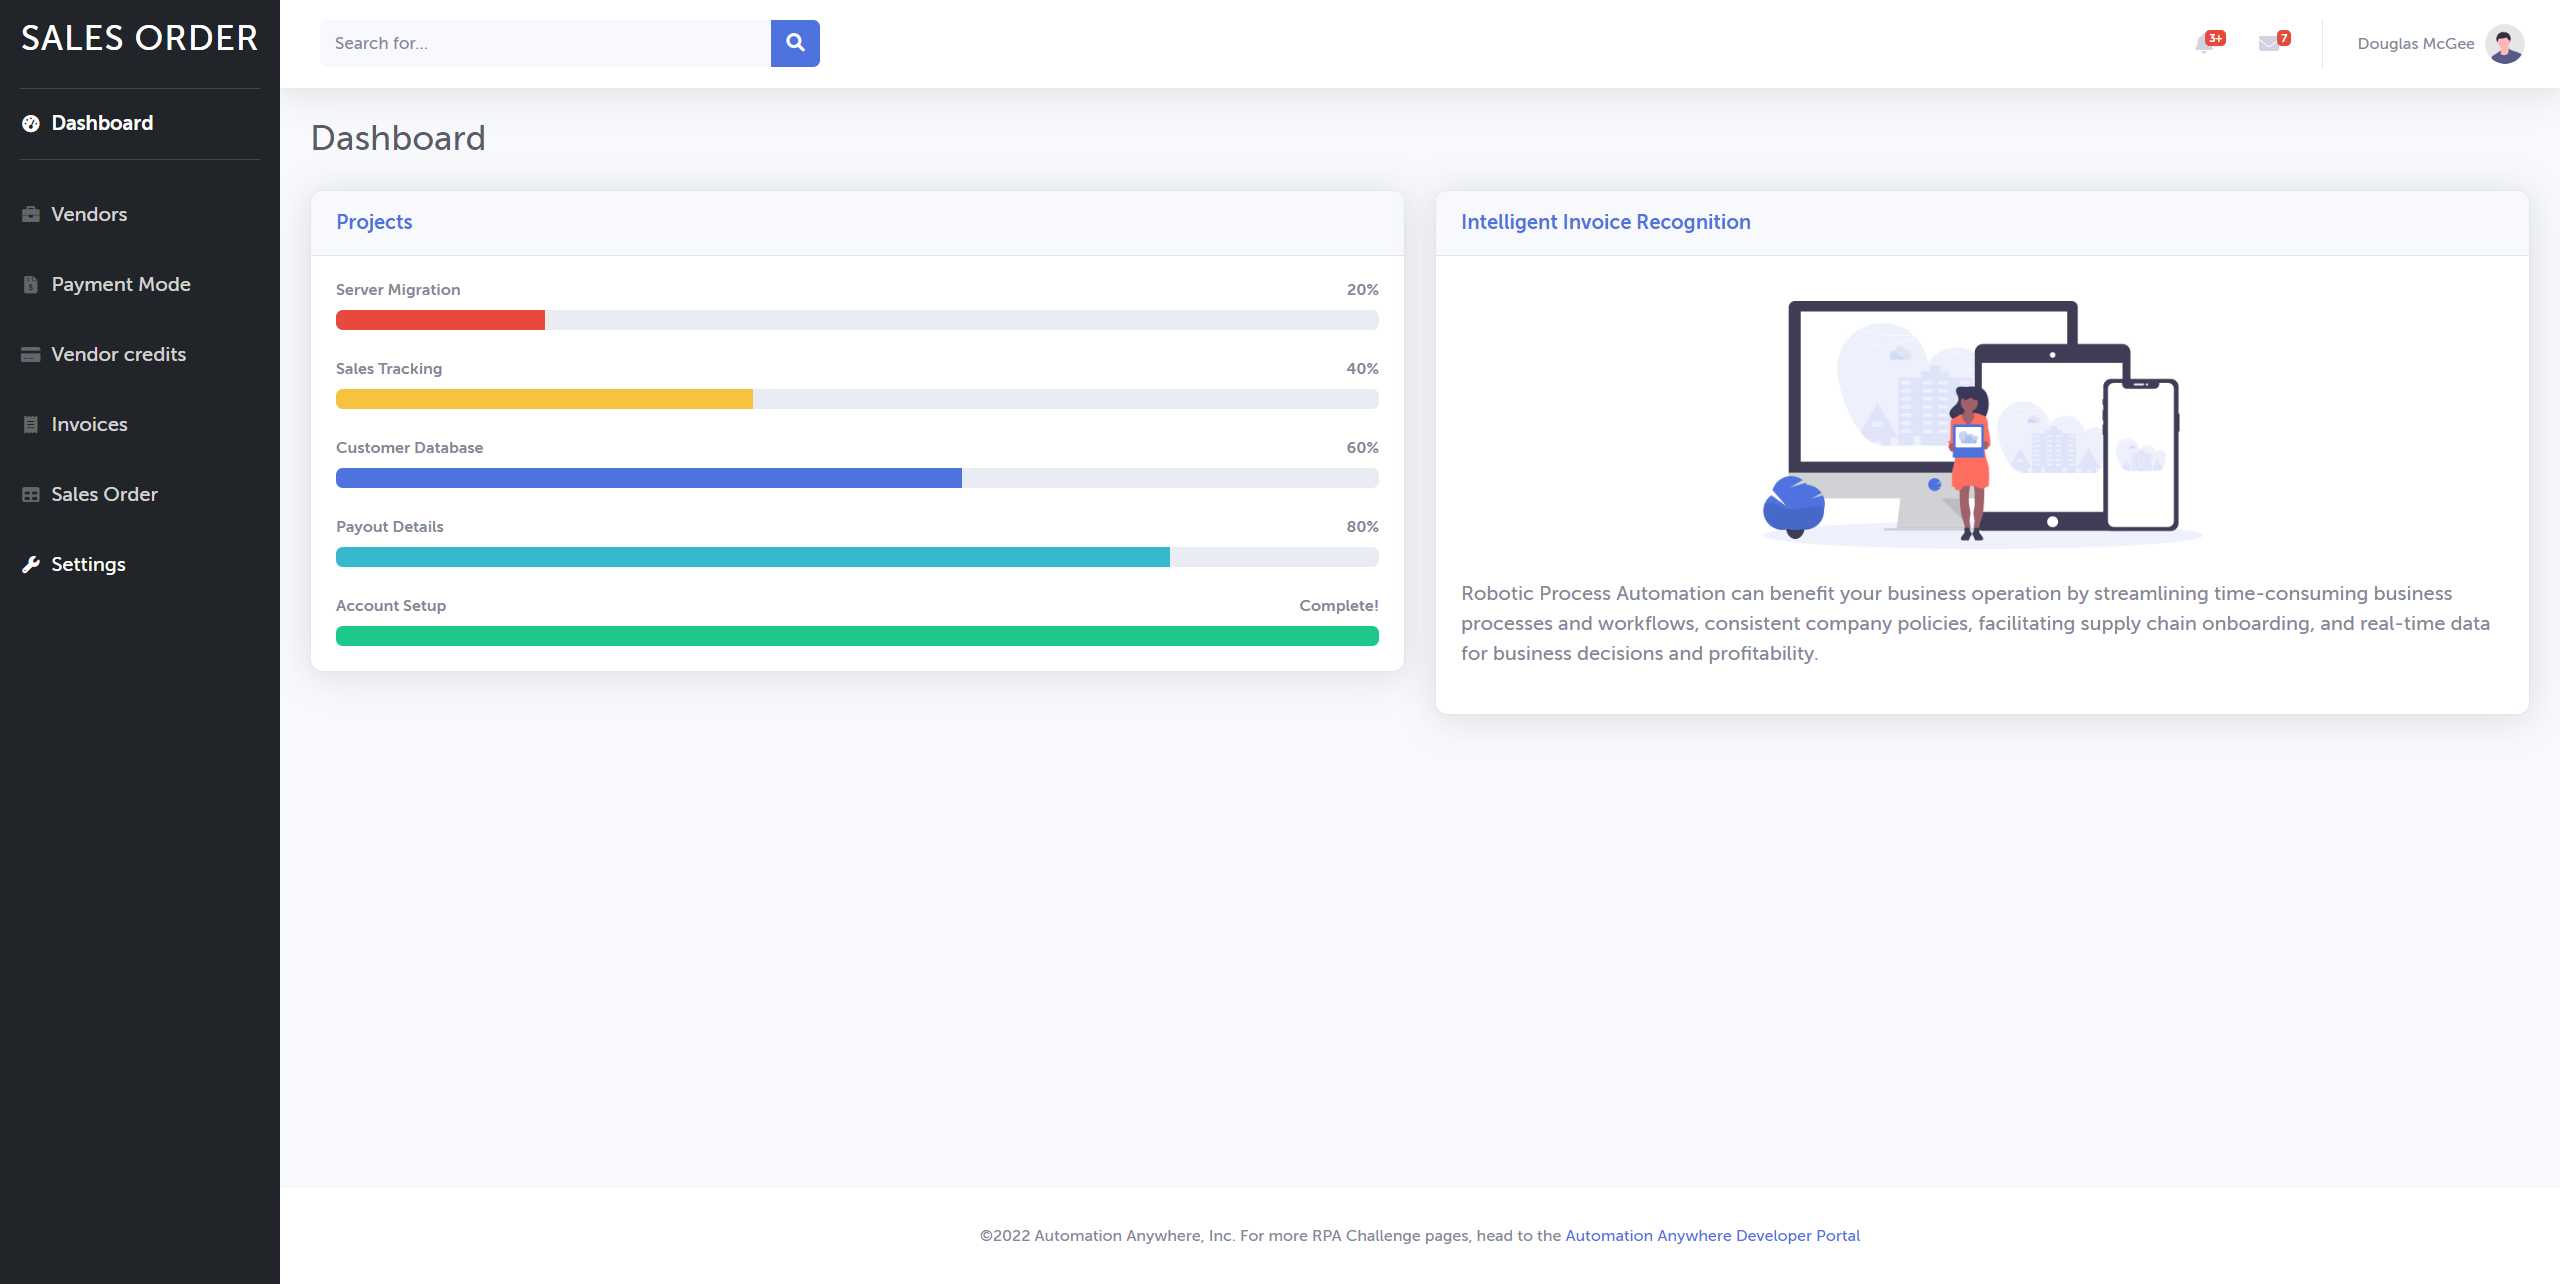 SALES ORDER
Dashboard
Vendors
Payment Mode
Vendor credits
Invoices
Sales Order
Settings
Search for...
3+
7
Douglas McGee
Dashboard
Projects
Server Migration 20%
Sales Tracking 40%
Customer Database 60%
Payout Details 80%
Account Setup Complete!
Intelligent Invoice Recognition
Robotic Process Automation can benefit your business operation by streamlining time-consuming business
processes and workflows, consistent company policies, facilitating supply chain onboarding, and real-time data
for business decisions and profitability.
©2022 Automation Anywhere, Inc. For more RPA Challenge pages, head to the Automation Anywhere Developer Portal